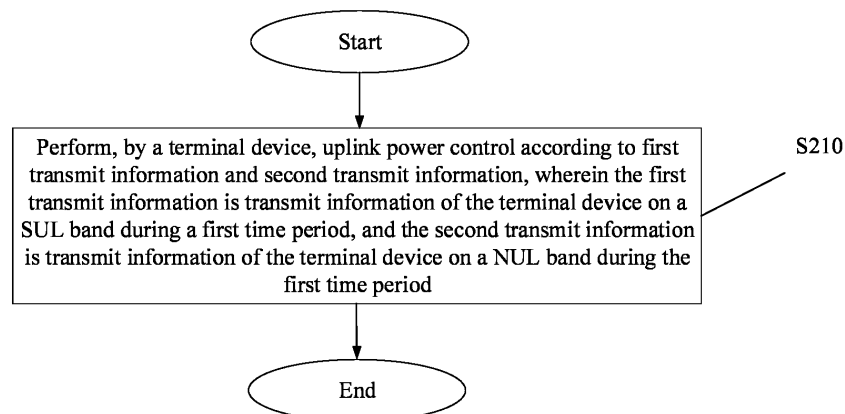 Start
Perform, by a terminal device, uplink power control according to first
transmit information and second transmit information, wherein the first
transmit information is transmit information of the terminal device on a
SUL band during a first time period, and the second transmit information
is transmit information of the terminal device on a NUL band during the
first time period
S210
End